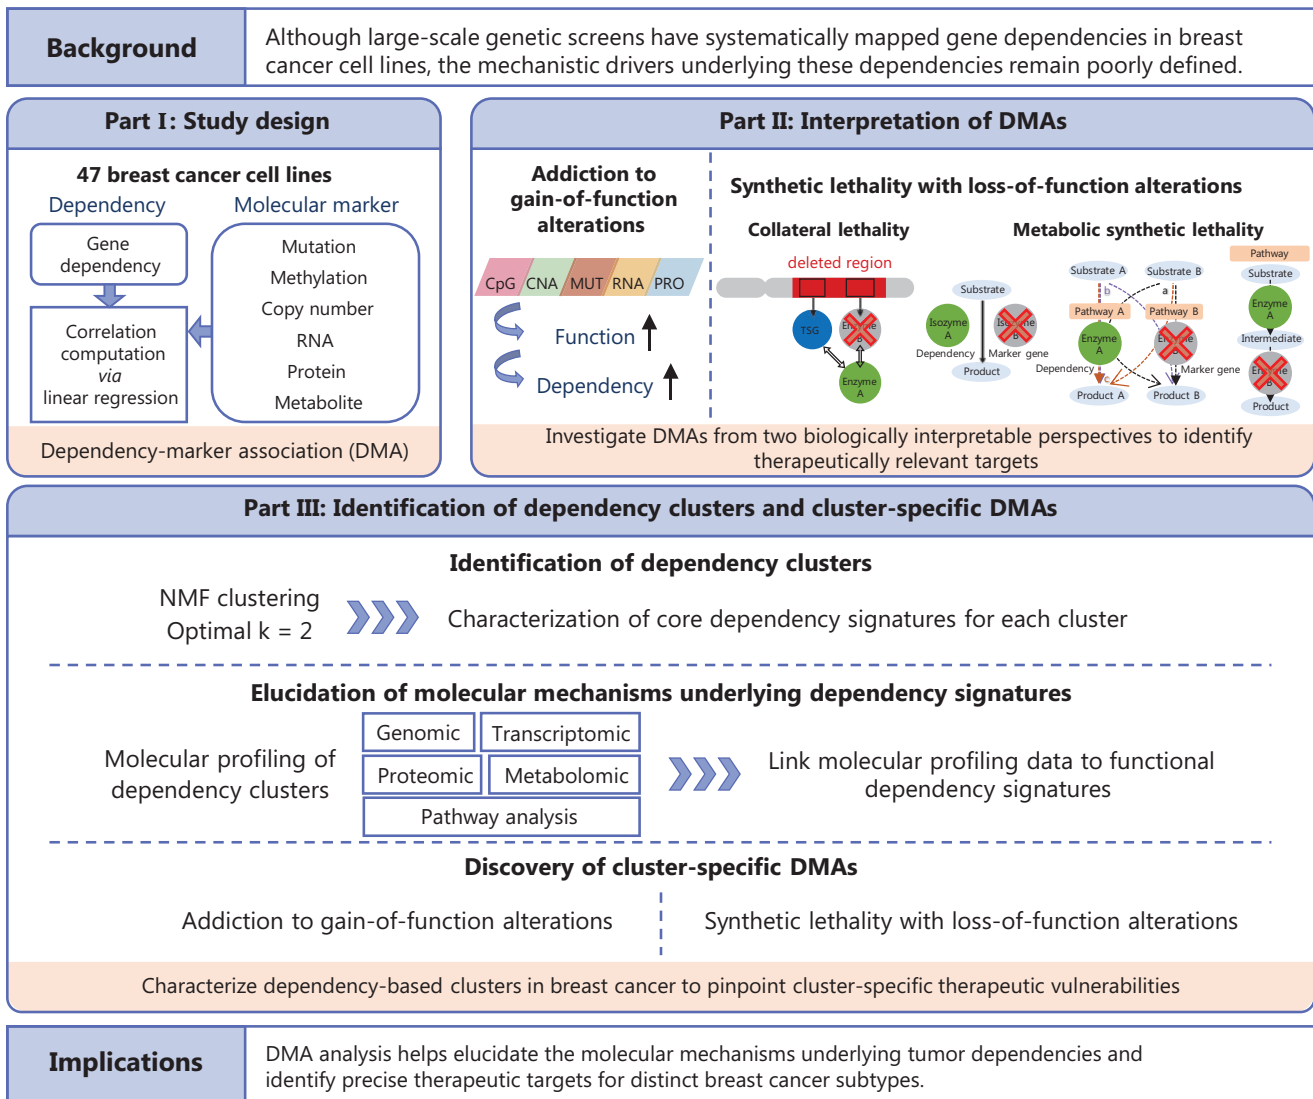 Background
Although large-scale genetic screens have systematically mapped gene dependencies in breast
cancer cell lines, the mechanistic drivers underlying these dependencies remain poorly defined.
Part I: Study design
47 breast cancer cell lines
Dependency
Molecular marker
Gene
dependency
Correlation
computation
via
linear regression
Mutation
Methylation
Copy number
RNA
Protein
Metabolite
Dependency-marker association (DMA)
Part II: Interpretation of DMAs
Addiction to
gain-of-function
alterations
CpG CNA MUT RNA PRO
Function
Dependency
Synthetic lethality with loss-of-function alterations
Collateral lethality
deleted region
TSG
Enzyme
B
Enzyme
A
Substrate
Isozyme
A
Isozyme
B
Dependency
Marker gene
Product
Metabolic synthetic lethality
Substrate A
Substrate B
b
a
Pathway A
Pathway B
Enzyme
A
Enzyme
B
Dependency
Marker gene
c
Product A
Product B
Pathway
Substrate
Enzyme
A
Intermediate
Enzyme
B
Product
Investigate DMAs from two biologically interpretable perspectives to identify
therapeutically relevant targets
Part III: Identification of dependency clusters and cluster-specific DMAs
Identification of dependency clusters
NMF clustering
Optimal k = 2
Characterization of core dependency signatures for each cluster
Elucidation of molecular mechanisms underlying dependency signatures
Molecular profiling of
dependency clusters
Genomic
Transcriptomic
Proteomic
Metabolomic
Pathway analysis
Link molecular profiling data to functional
dependency signatures
Discovery of cluster-specific DMAs
Addiction to gain-of-function alterations
Synthetic lethality with loss-of-function alterations
Characterize dependency-based clusters in breast cancer to pinpoint cluster-specific therapeutic vulnerabilities
Implications
DMA analysis helps elucidate the molecular mechanisms underlying tumor dependencies and
identify precise therapeutic targets for distinct breast cancer subtypes.